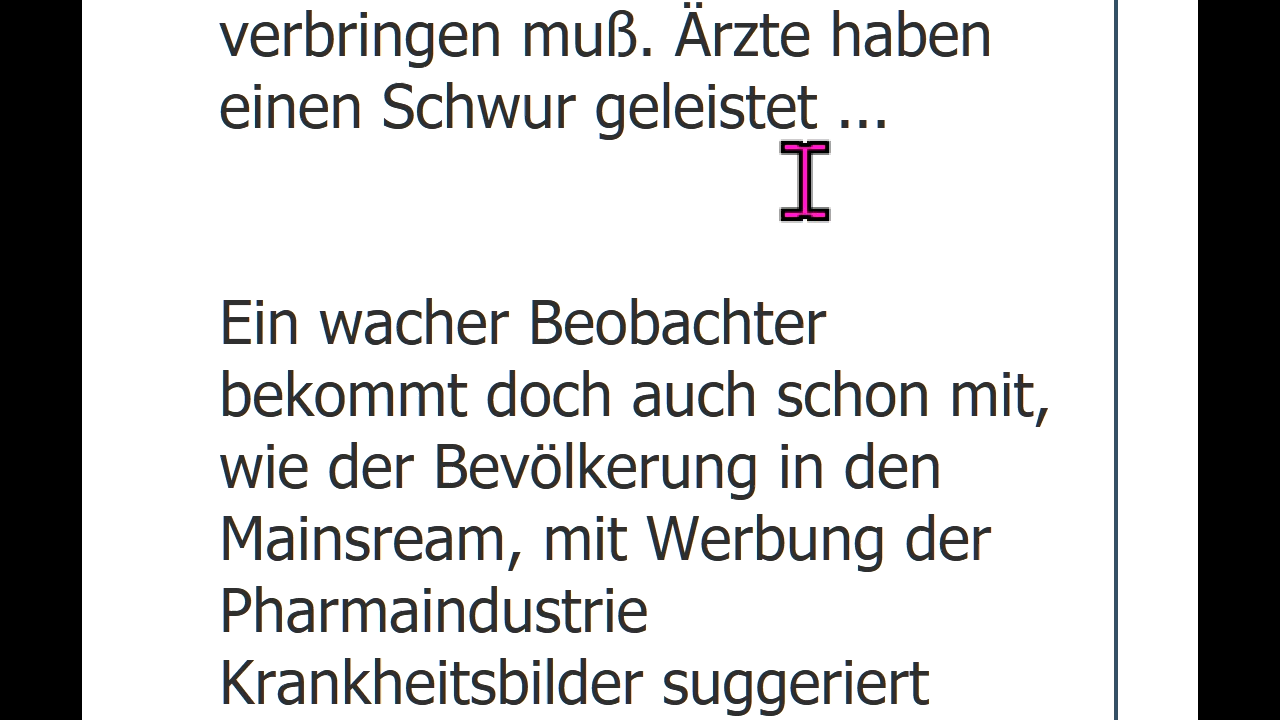 verbringen muß. Ärzte haben
einen Schwur geleistet ...
Ein wacher Beobachter
bekommt doch auch schon mit,
wie der Bevölkerung in den
Mainsream, mit Werbung der
Pharmaindustrie
Krankheitsbilder suggeriert